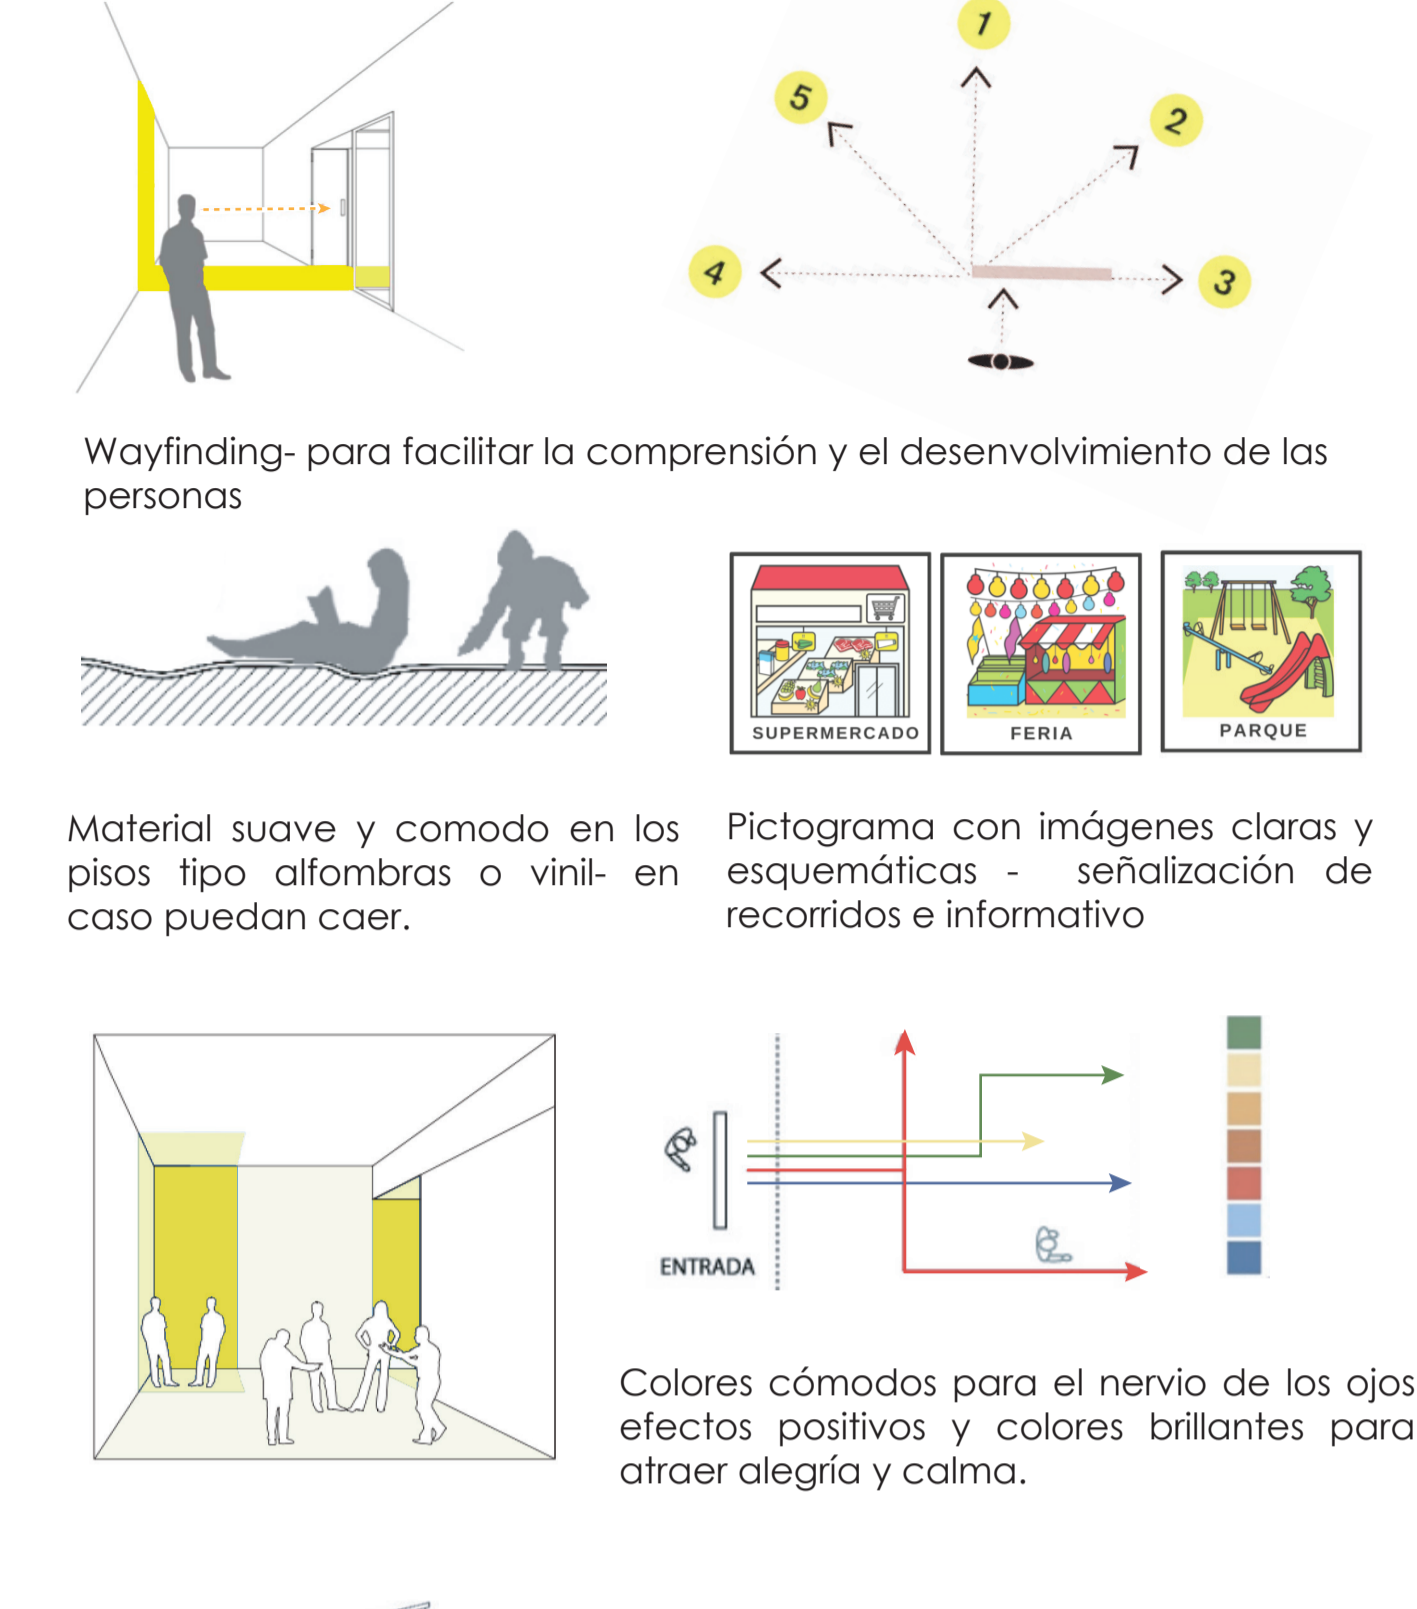 1
5
2
4
3
Wayfinding- para facilitar la comprensión y el desenvolvimiento de las
personas
SUPERMERCADO
FERIA
PARQUE
Material suave y comodo en los
pisos tipo alfombras o vinil- en
caso puedan caer.
Pictograma con imágenes claras y
esquemáticas - señalización de
recorridos e informativo
ENTRADA
Colores cómodos para el nervio de los ojos
efectos positivos y colores brillantes para
atraer alegría y calma.